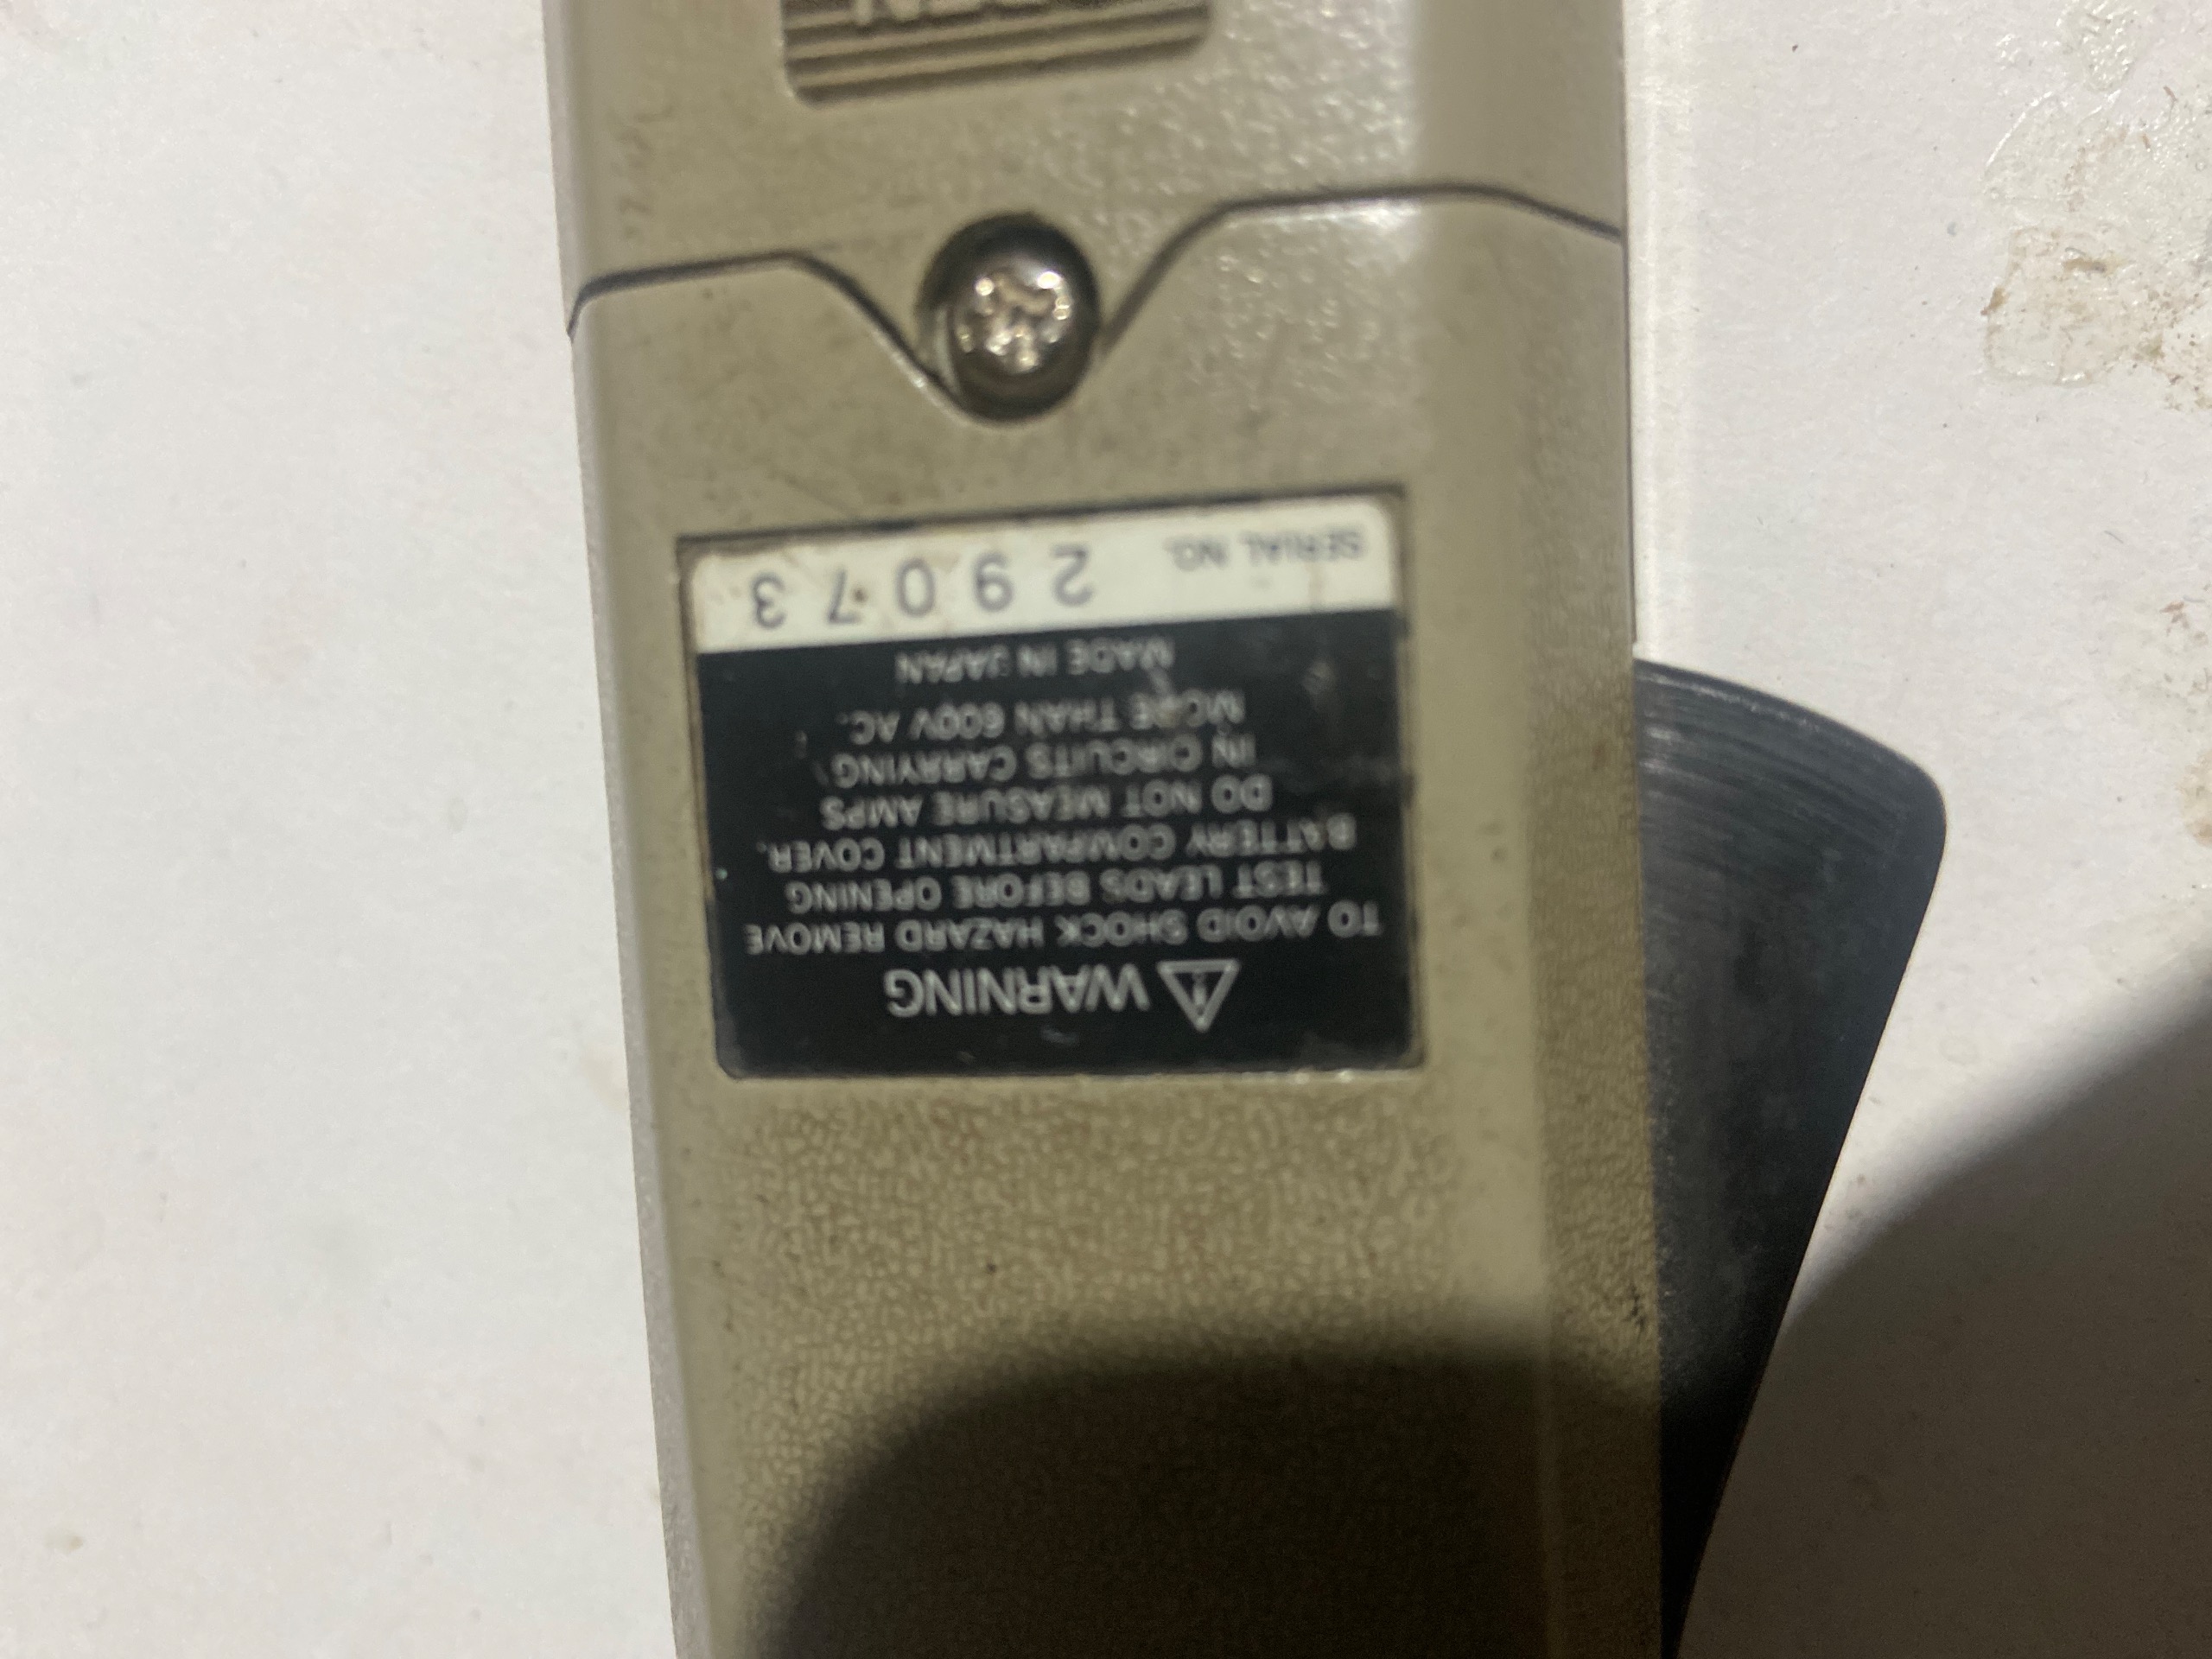 WARNING
TO AVOID SHOCK HAZARD REMOVE
TEST LEADS BEFORE OPENING
BATTERY COMPARTMENT COVER.
DO NOT MEASURE AMPS
IN CIRCUITS CARRYING
MORE THAN 600V AC.
MADE IN JAPAN
SERIAL NO. 29073